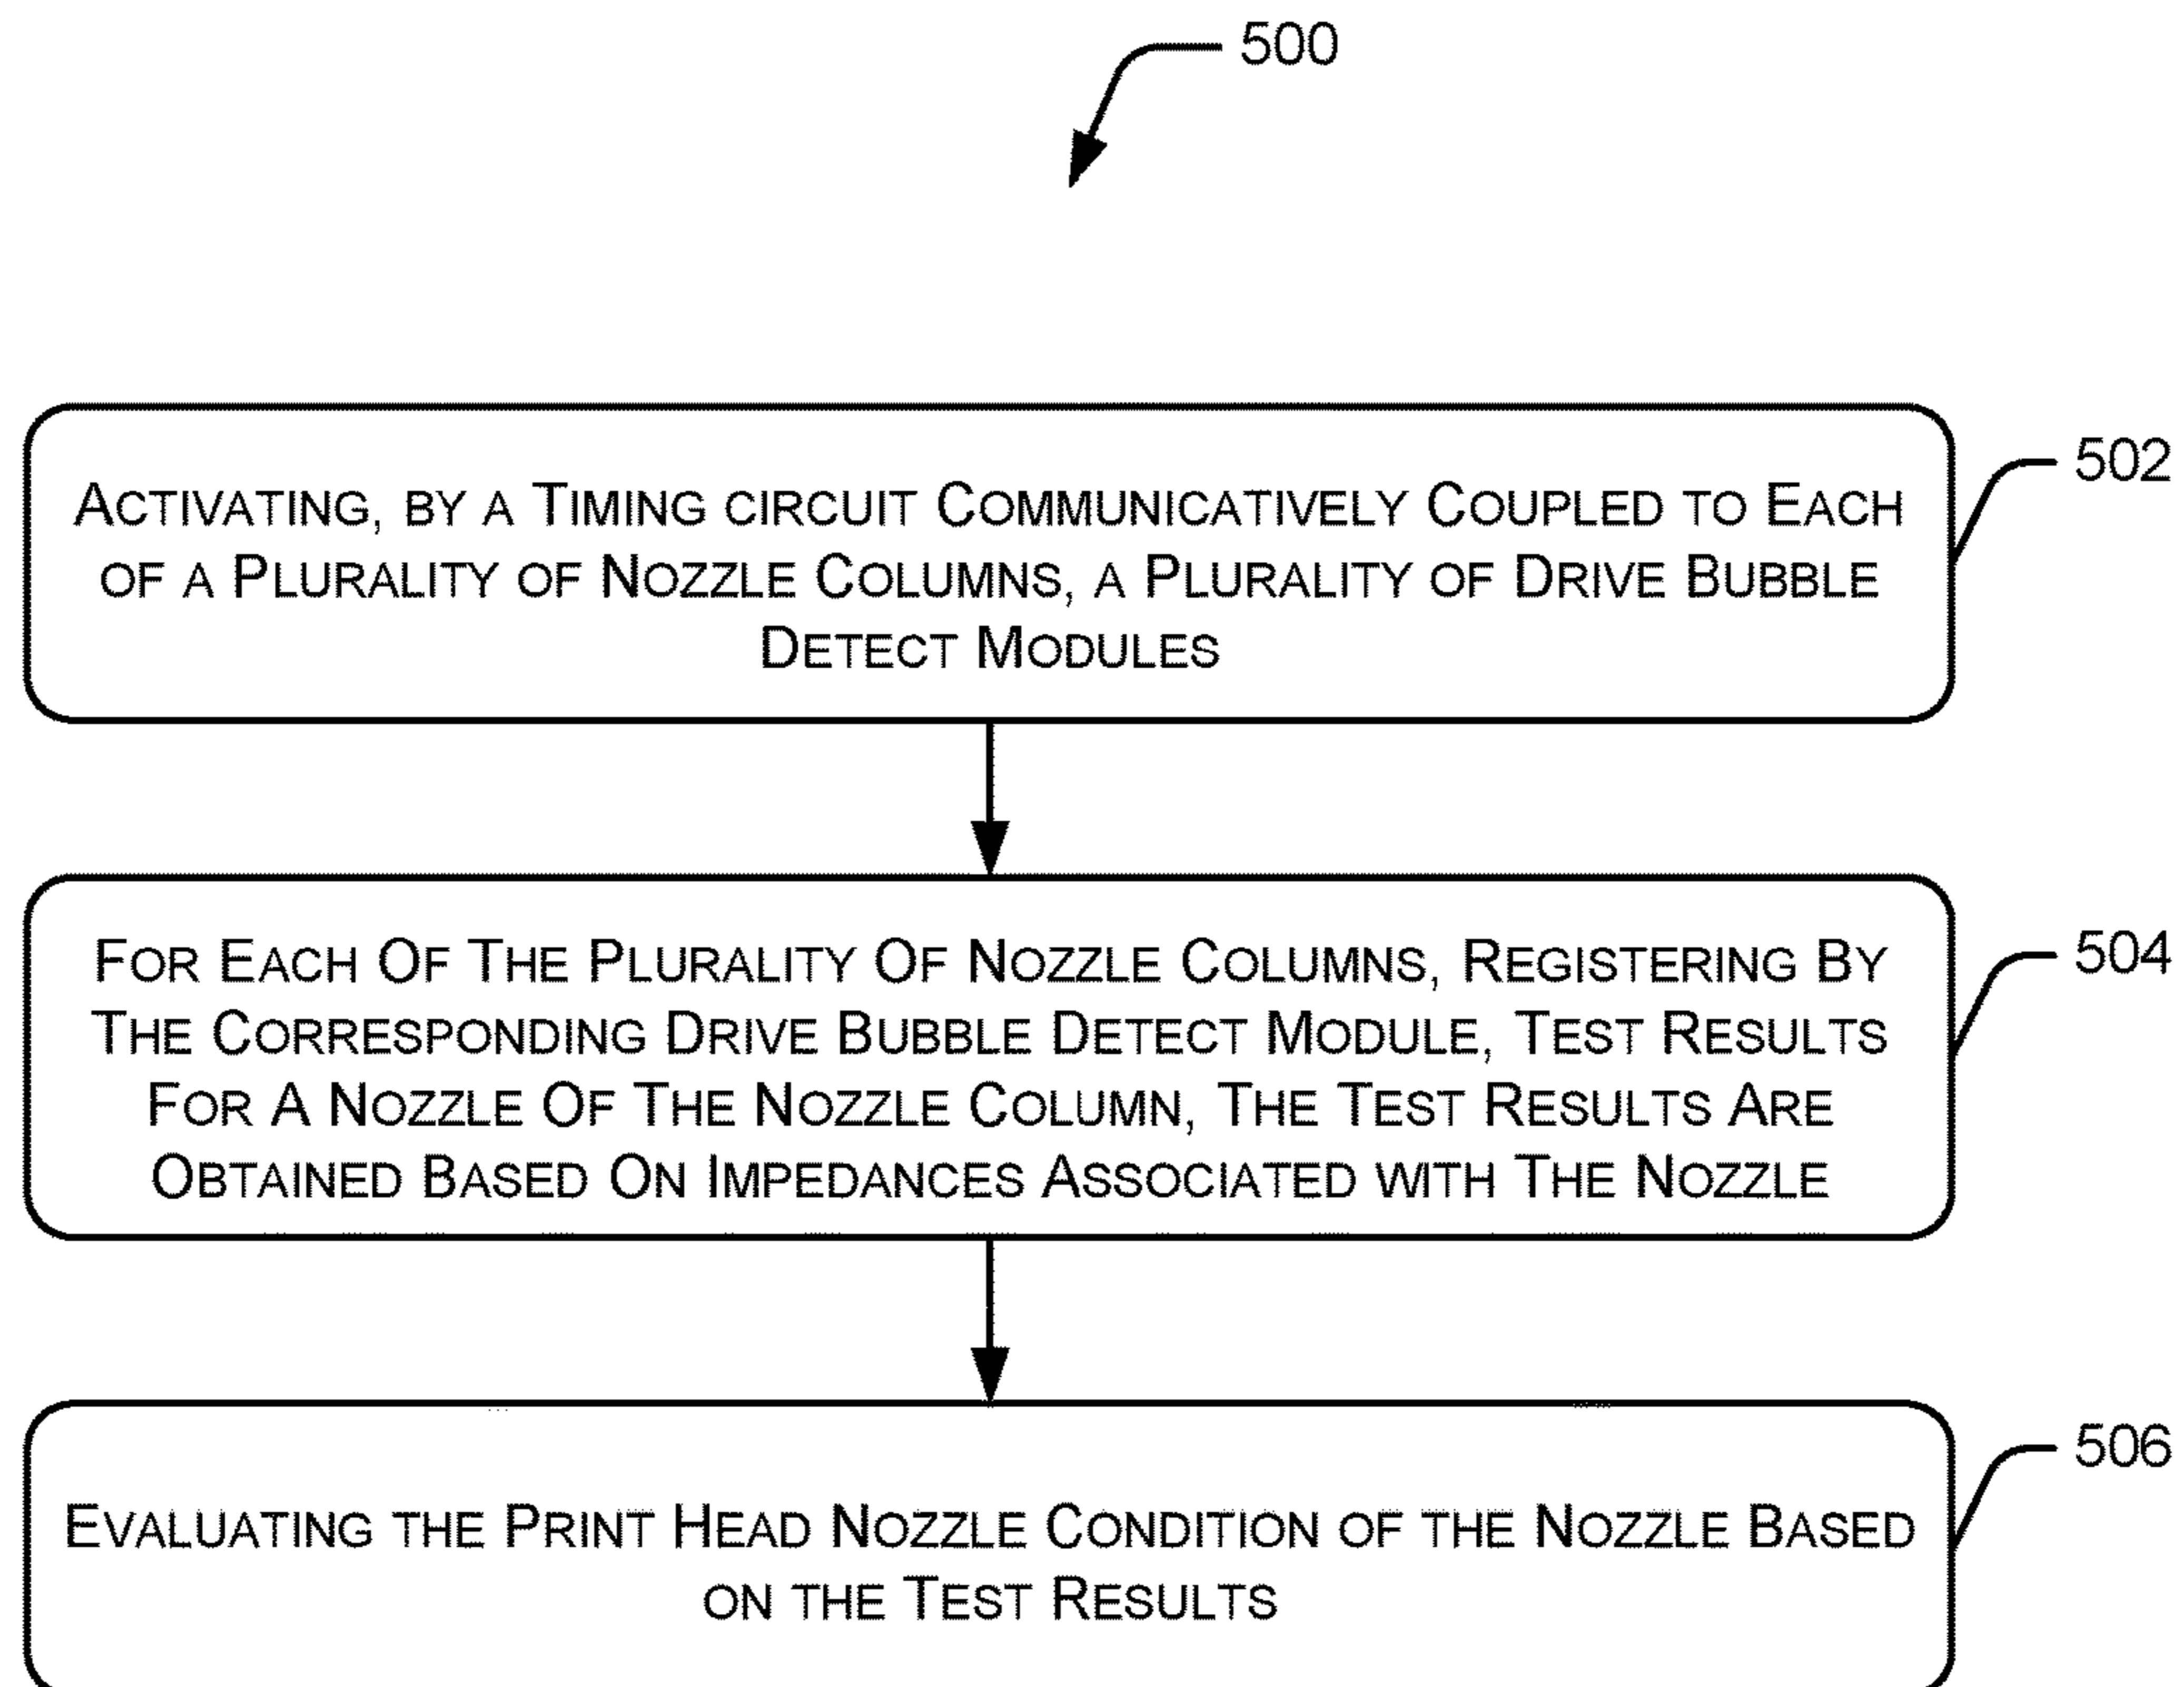 500
Activating, by a Timing circuit Communicatively Coupled to Each
of a Plurality of Nozzle Columns, a Plurality of Drive Bubble
Detect Modules
502
For Each Of The Plurality Of Nozzle Columns, Registering By
The Corresponding Drive Bubble Detect Module, Test Results
For A Nozzle Of The Nozzle Column, The Test Results Are
Obtained Based On Impedances Associated with The Nozzle
504
Evaluating the Print Head Nozzle Condition of the Nozzle Based
on the Test Results
506